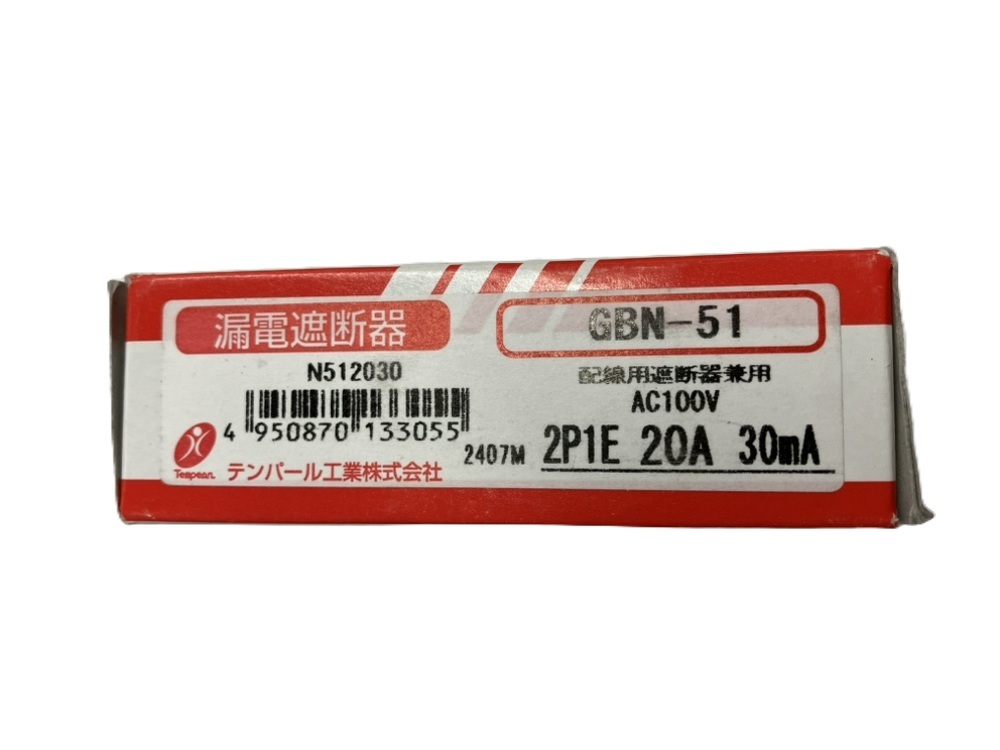 漏電遮断器
GBN-51
N512030
配線用遮断器兼用
AC100V
4 950870 133055
2407M
2P1E 20A 30mA
Tempearl
テンパール工業株式会社